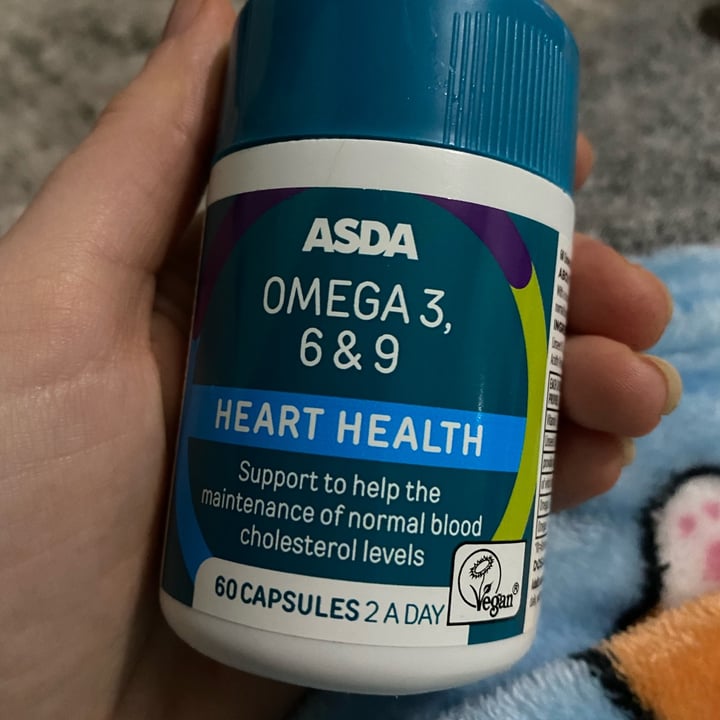 ASDA
OMEGA 3,
6 & 9
HEART HEALTH
Support to help the
maintenance of normal blood
cholesterol levels
60 CAPSULES 2 A DAY
Vegan®